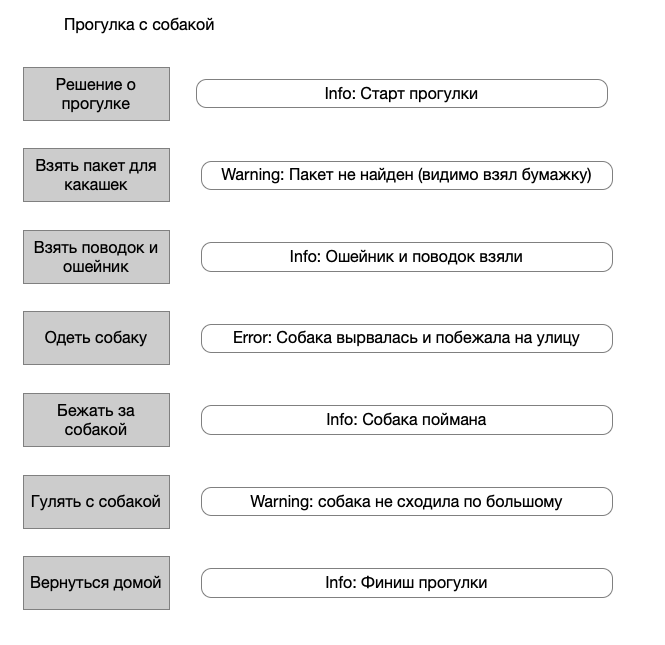 Прогулка с собакой
Решение о
прогулке
Info: Старт прогулки
Взять пакет для
какашек
Warning: Пакет не найден (видимо взял бумажку)
Взять поводок и
ошейник
Info: Ошейник и поводок взяли
Одеть собаку
Error: Собака вырвалась и побежала на улицу
Бежать за
собакой
Info: Собака поймана
Гулять с собакой
Warning: собака не сходила по большому
Вернуться домой
Info: Финиш прогулки